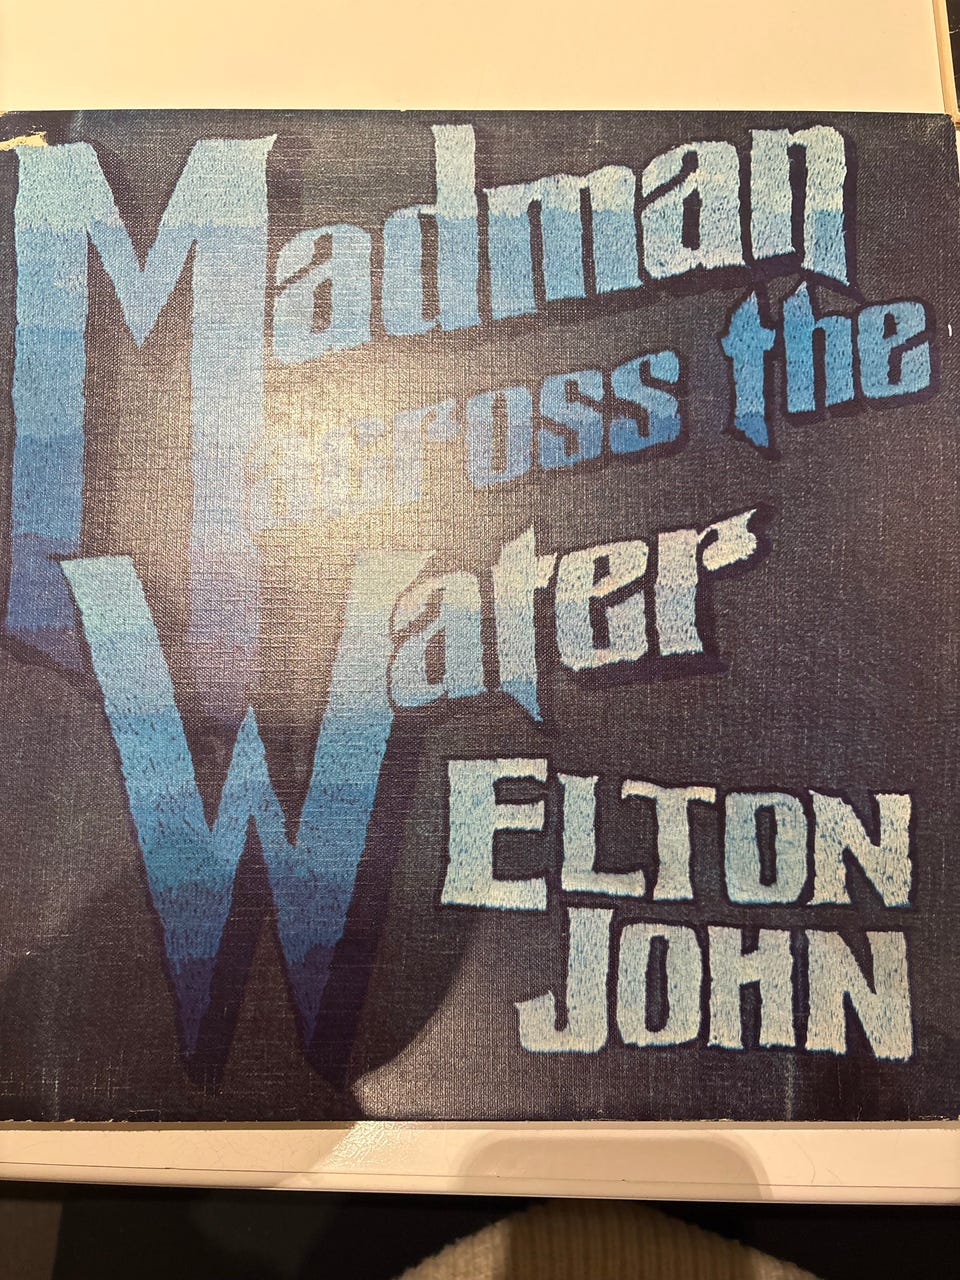 Madman
across the
Water
ELTON
JOHN